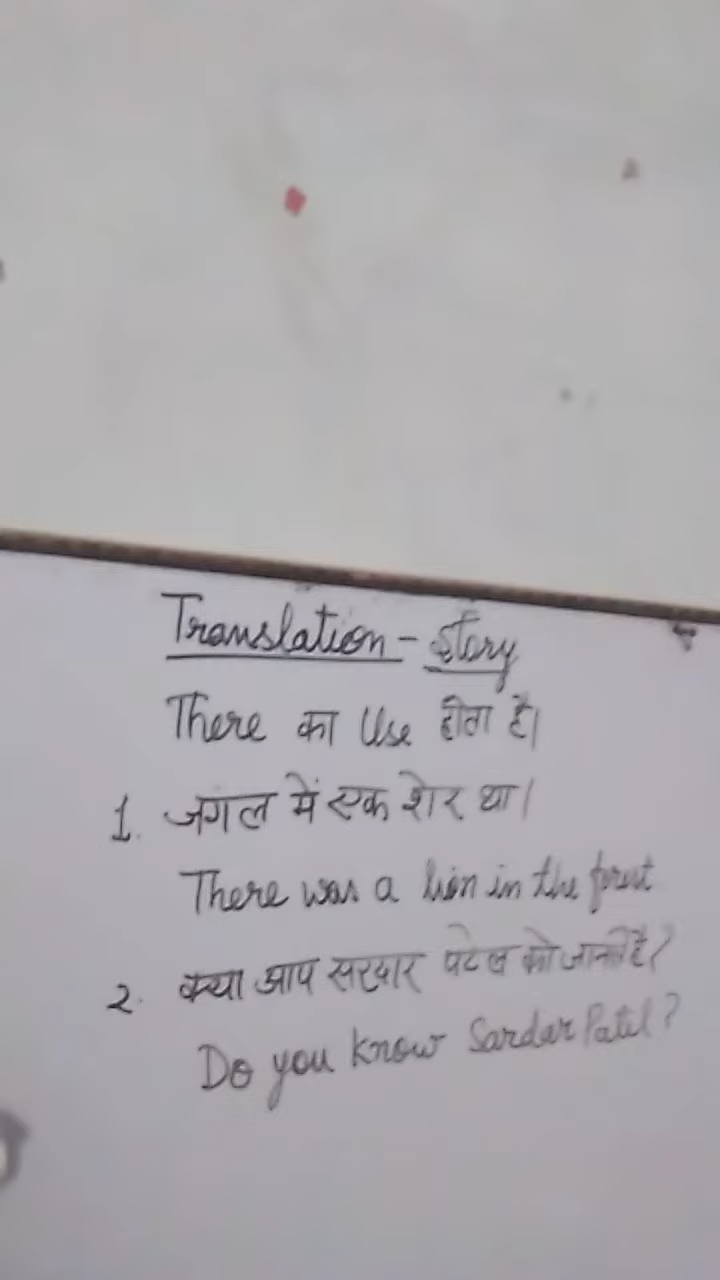 Translation - Story
There का Use होता है।
1. जगंल में एक शेर था।
There was a lion in the forest
2. क्या आप सरदार पटेल को जानते है?
Do you know Sardar Patel?